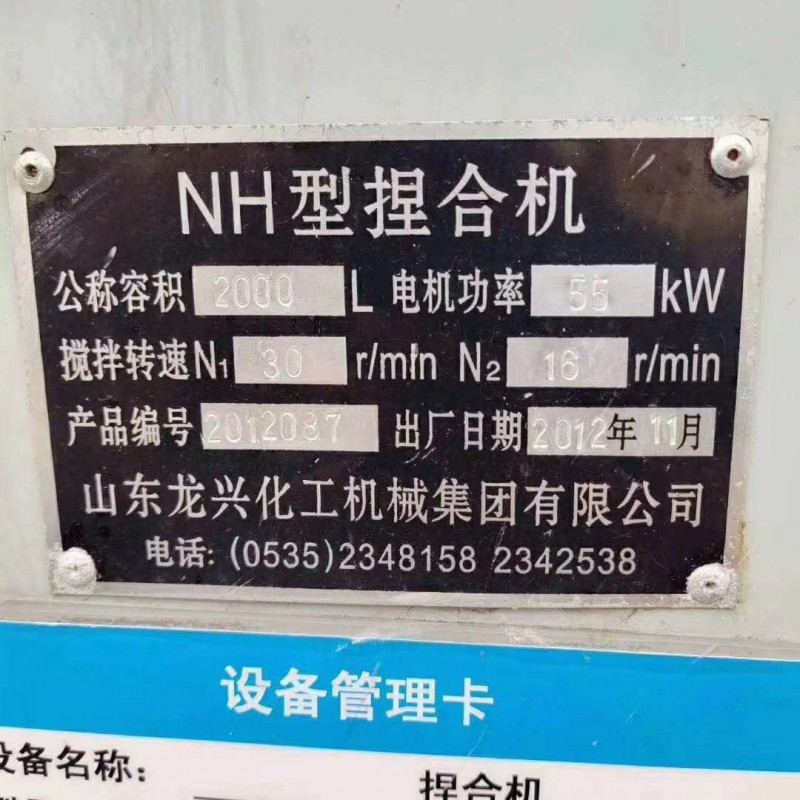 NH型捏合机
公称容积 2000 L 电机功率 55 kW
搅拌转速N₁ 30 r/min N₂ 16 r/min
产品编号 2012087 出厂日期 2012年 11月
山东龙兴化工机械集团有限公司
电话: (0535)2348158 2342538
设备管理卡
设备名称: 捏合机